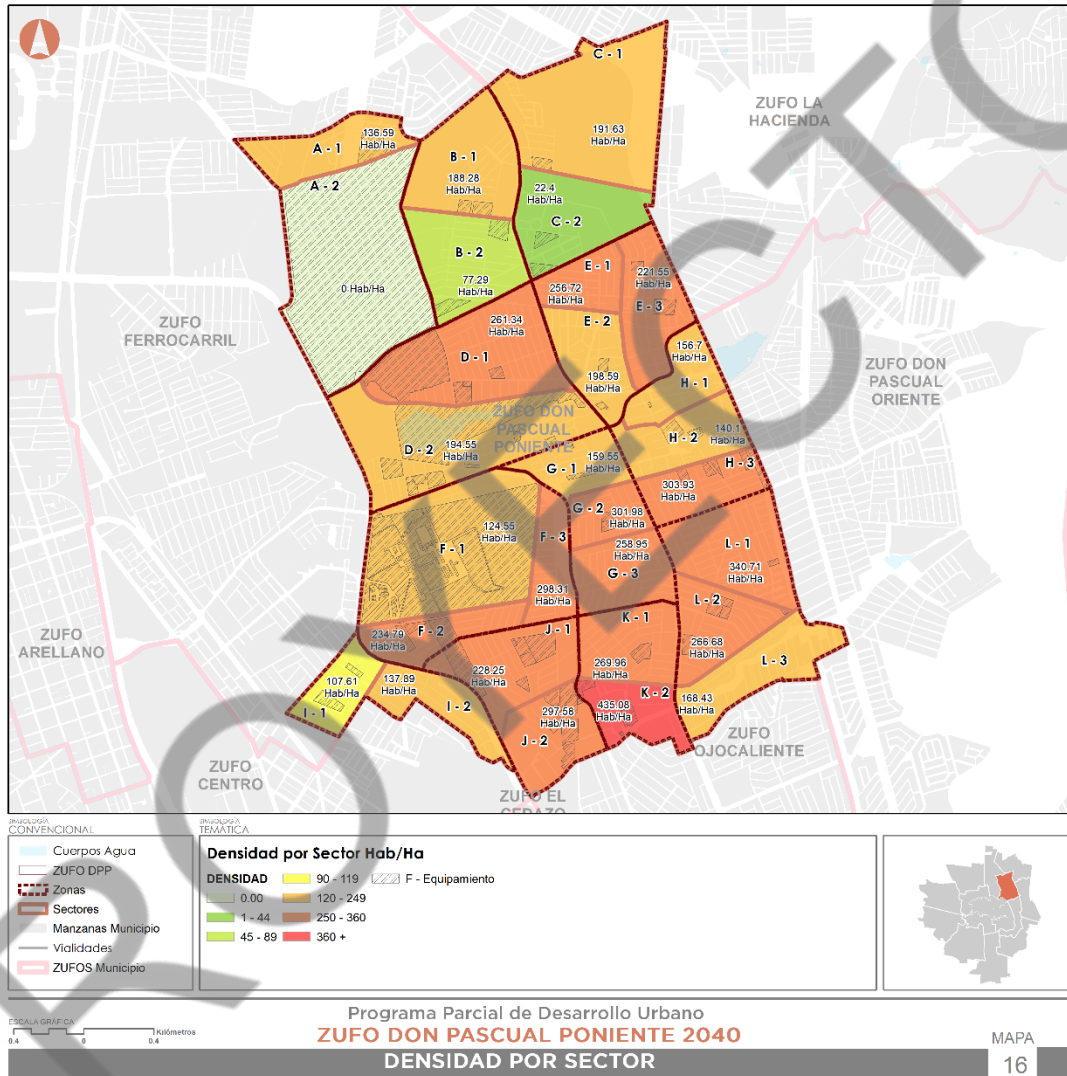 C - 1
ZUFO LA
HACIENDA
136.59
Hab/Ha
191.63
Hab/Ha
A - 1
B - 1
188.28
Hab/Ha
A - 2
22.4
Hab/Ha
C - 2
B - 2
77.29
Hab/Ha
0 Hab/Ha
E - 1
221.55
Hab/Ha
256.72
Hab/Ha
E - 3
E - 2
261.34
Hab/Ha
ZUFO
FERROCARRIL
156.7
Hab/Ha
D - 1
ZUFO DON
PASCUAL
ORIENTE
198.59
Hab/Ha
H - 1
ZUFO DON
PASCUAL
PONIENTE
140.1
Hab/Ha
H - 2
D - 2
194.55
Hab/Ha
159.55
Hab/Ha
G - 1
H - 3
303.93
Hab/Ha
G - 2
301.98
Hab/Ha
124.55
Hab/Ha
F - 1
F - 3
258.95
Hab/Ha
G - 3
L - 1
340.71
Hab/Ha
298.31
Hab/Ha
L - 2
K - 1
F - 2
234.79
Hab/Ha
J - 1
ZUFO
ARELLANO
266.68
Hab/Ha
L - 3
228.25
Hab/Ha
269.96
Hab/Ha
107.61
Hab/Ha
137.89
Hab/Ha
K - 2
168.43
Hab/Ha
I - 1
I - 2
297.58
Hab/Ha
435.08
Hab/Ha
J - 2
ZUFO
OJOCALIENTE
ZUFO
CENTRO
ZUFO EL
CEDAZO
SIMBOLOGÍA
CONVENCIONAL
Cuerpos Agua
ZUFO DPP
Zonas
Sectores
Manzanas Municipio
Vialidades
ZUFOS Municipio
SIMBOLOGÍA
TEMATICA
Densidad por Sector Hab/Ha
DENSIDAD
0.00
1 - 44
45 - 89
90 - 119
120 - 249
250 - 360
360 +
F - Equipamiento
ESCALA GRÁFICA
0.4 0 0.4 Kilómetros
Programa Parcial de Desarrollo Urbano
ZUFO DON PASCUAL PONIENTE 2040
DENSIDAD POR SECTOR
MAPA
16
PROYECTO